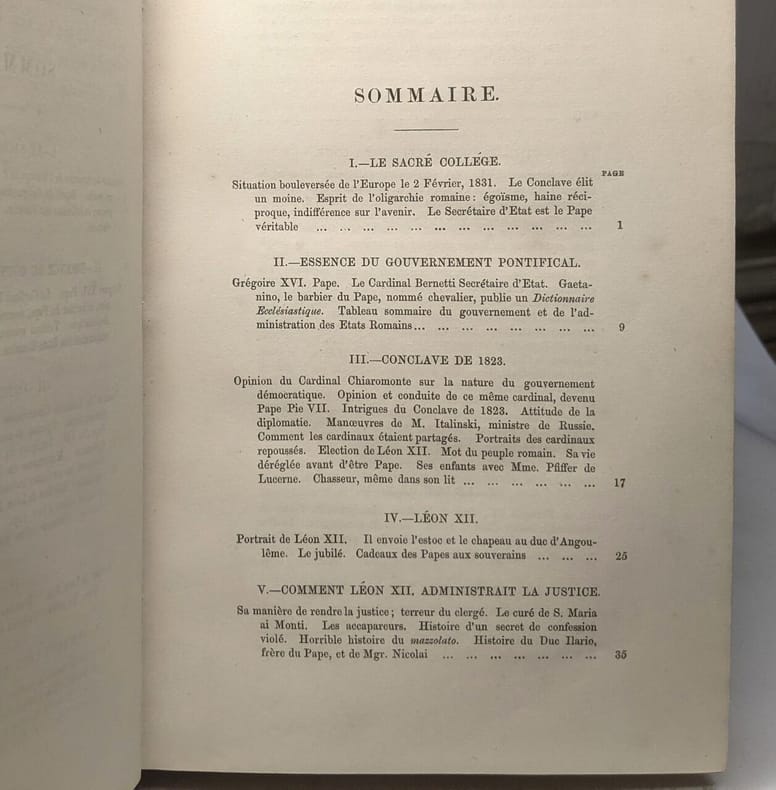 SOMMAIRE.
I.—LE SACRÉ COLLÉGE.
PAGE
Situation bouleversée de l'Europe le 2 Février, 1831. Le Conclave élit
un moine. Esprit de l'oligarchie romaine: égoïsme, haine réci-
proque, indifférence sur l'avenir. Le Secrétaire d'Etat est le Pape
véritable ... ... ... ... ... ... ... ... ... ... ... ... 1
II.—ESSENCE DU GOUVERNEMENT PONTIFICAL.
Grégoire XVI. Pape. Le Cardinal Bernetti Secrétaire d'Etat. Gaeta-
nino, le barbier du Pape, nommé chevalier, publie un Dictionnaire
Ecclésiastique. Tableau sommaire du gouvernement et de l'ad-
ministration des Etats Romains... ... ... ... ... ... ... ... 9
III.—CONCLAVE DE 1823.
Opinion du Cardinal Chiaromonte sur la nature du gouvernement
démocratique. Opinion et conduite de ce même cardinal, devenu
Pape Pie VII. Intrigues du Conclave de 1823. Attitude de la
diplomatie. Manœuvres de M. Italinski, ministre de Russie.
Comment les cardinaux étaient partagés. Portraits des cardinaux
repoussés. Election de Léon XII. Mot du peuple romain. Sa vie
déréglée avant d'être Pape. Ses enfants avec Mme. Pfiffer de
Lucerne. Chasseur, même dans son lit ... ... ... ... ... ... 17
IV.—LÉON XII.
Portrait de Léon XII. Il envoie l'estoc et le chapeau au duc d'Angou-
lême. Le jubilé. Cadeaux des Papes aux souverains ... ... ... 25
V.—COMMENT LÉON XII. ADMINISTRAIT LA JUSTICE.
Sa manière de rendre la justice; terreur du clergé. Le curé de S. Maria
ai Monti. Les accapareurs. Histoire d'un secret de confession
violé. Horrible histoire du mazzolato. Histoire du Duc Ilario,
frère du Pape, et de Mgr. Nicolai ... ... ... ... ... ... ... 35